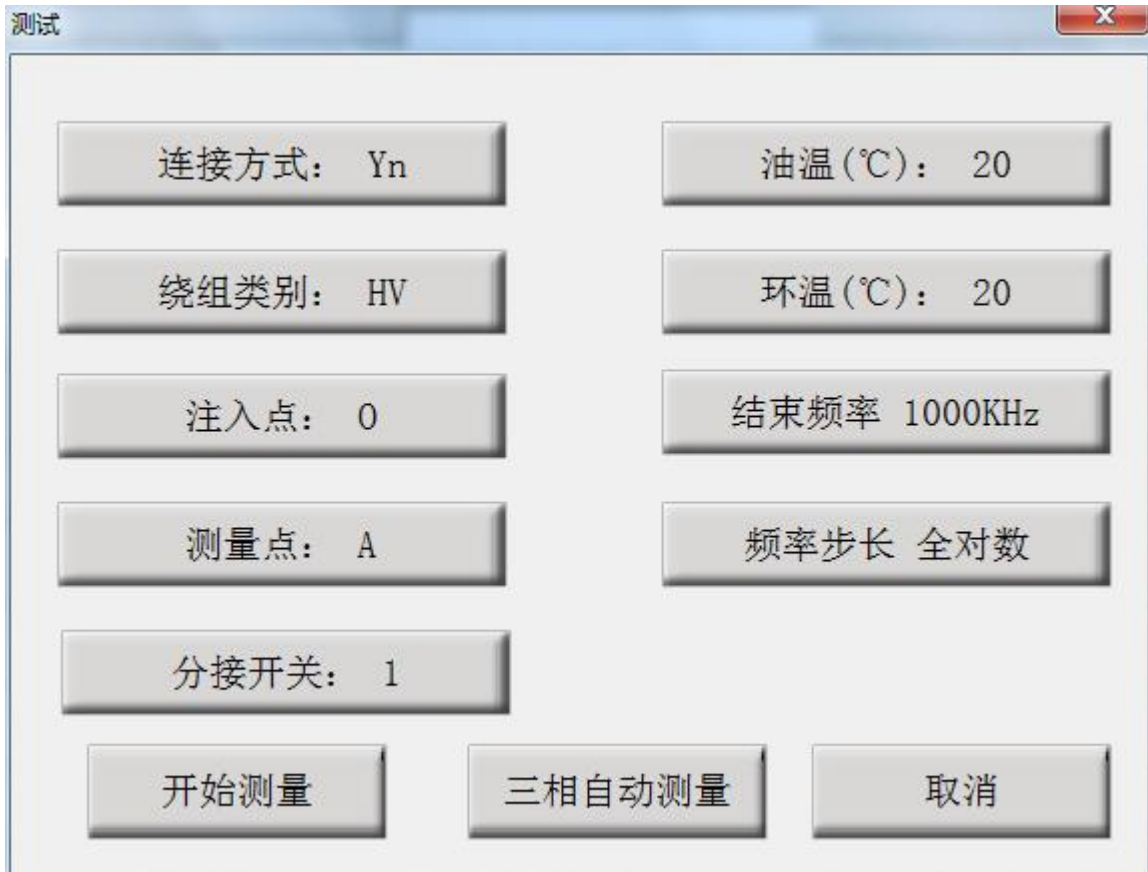 测试
连接方式： Yn
油温(℃)： 20
绕组类别： HV
环温(℃)： 20
注入点： O
结束频率 1000KHz
测量点： A
频率步长 全对数
分接开关： 1
开始测量
三相自动测量
取消